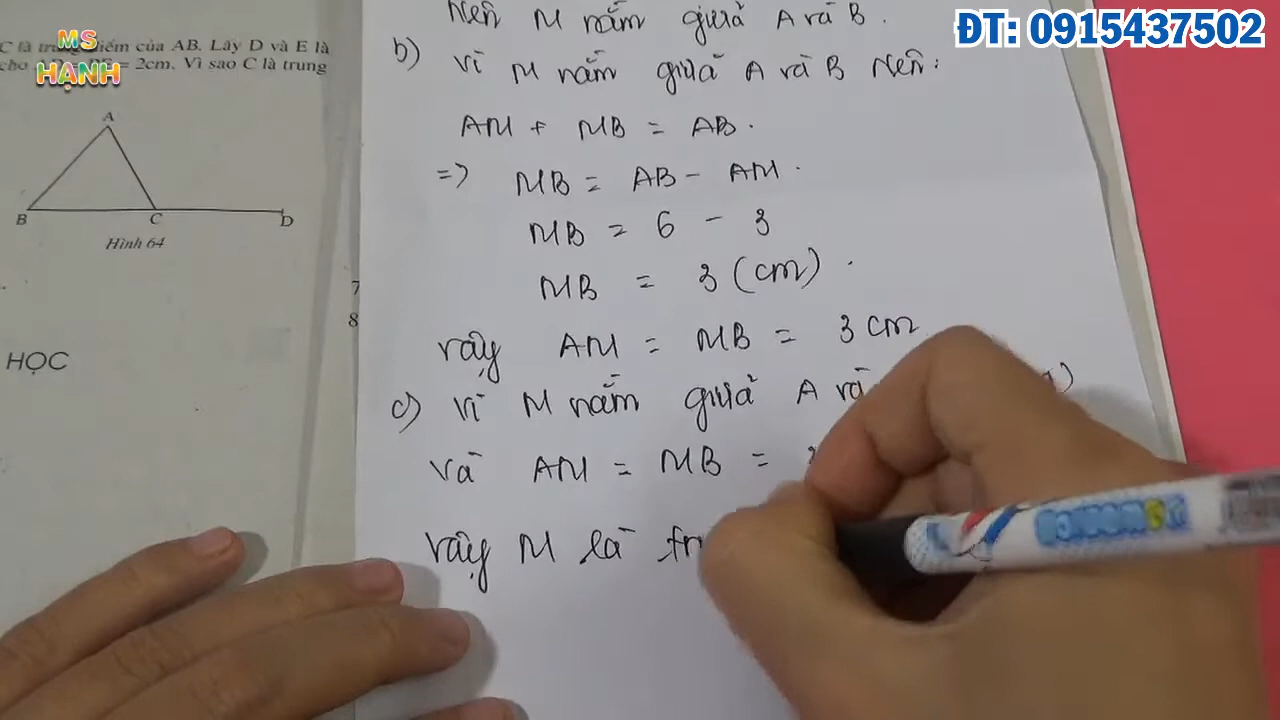 ĐT: 0915437502
MS
HẠNH
C là trung điểm của AB. Lấy D và E là
cho = 2cm. Vì sao C là trung
A
B
C
D
Hình 64
7
8
HỌC
Nên M nằm giữa A và B.
b) Vì M nằm giữa A và B Nên:
AM + MB = AB.
=> MB = AB - AM.
MB = 6 - 3
MB = 3 (cm).
Vậy AM = MB = 3 cm
c) Vì M nằm giữa A và
và AM = MB =
Vậy M là